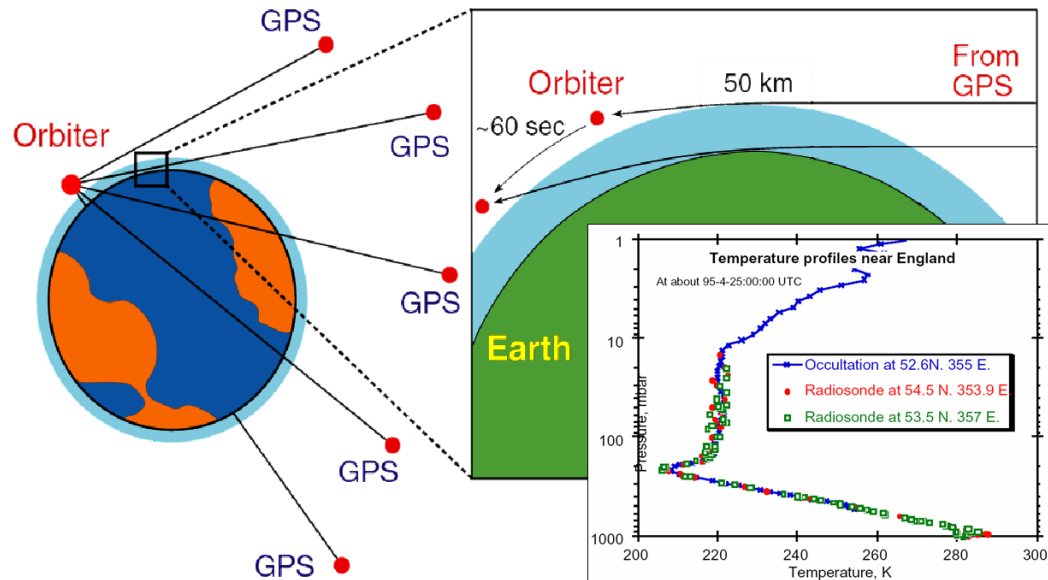 GPS
Orbiter
GPS
GPS
GPS
GPS
From
GPS
50 km
Orbiter
~60 sec
Earth
Temperature profiles near England
At about 95-4-25:00:00 UTC
Occultation at 52.6N. 355 E.
Radiosonde at 54.5 N. 353.9 E.
Radiosonde at 53.5 N. 357 E.
Pressure, mbar
1
10
100
1000
200
220
240
260
280
300
Temperature, K